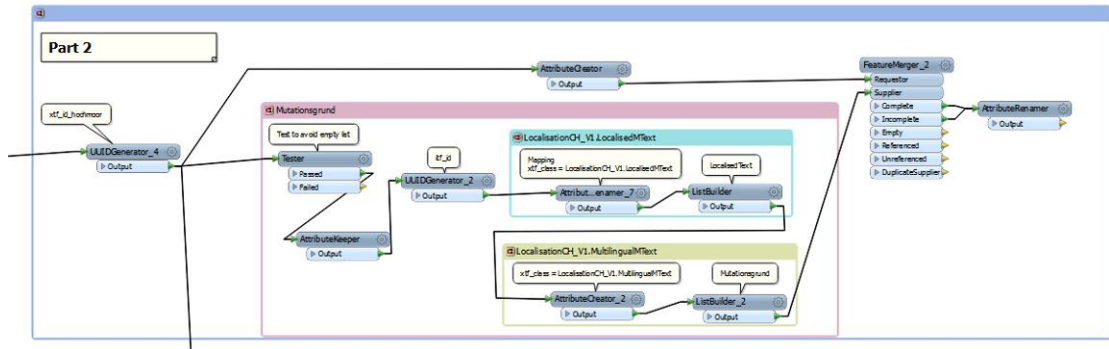 Part 2
xtf_id_hochmoor
UUIDGenerator_4
Output
AttributeCreator
Output
FeatureMerger_2
Requestor
Supplier
Complete
Incomplete
Empty
Referenced
Unreferenced
DuplicateSupplier
AttributeRenamer
Output
Mutationsgrund
Test to avoid empty list
Tester
Passed
Failed
AttributeKeeper
Output
itf_id
UUIDGenerator_2
Output
LocalisationCH_V1.LocalisedMText
Mapping
xtf_class = LocalisationCH_V1.LocalisedMText
Attribut...enamer_7
Output
LocalisedText
ListBuilder
Output
LocalisationCH_V1.MultilingualMText
xtf_class = LocalisationCH_V1.MultilingualMText
AttributeCreator_2
Output
Mutationsgrund
ListBuilder_2
Output